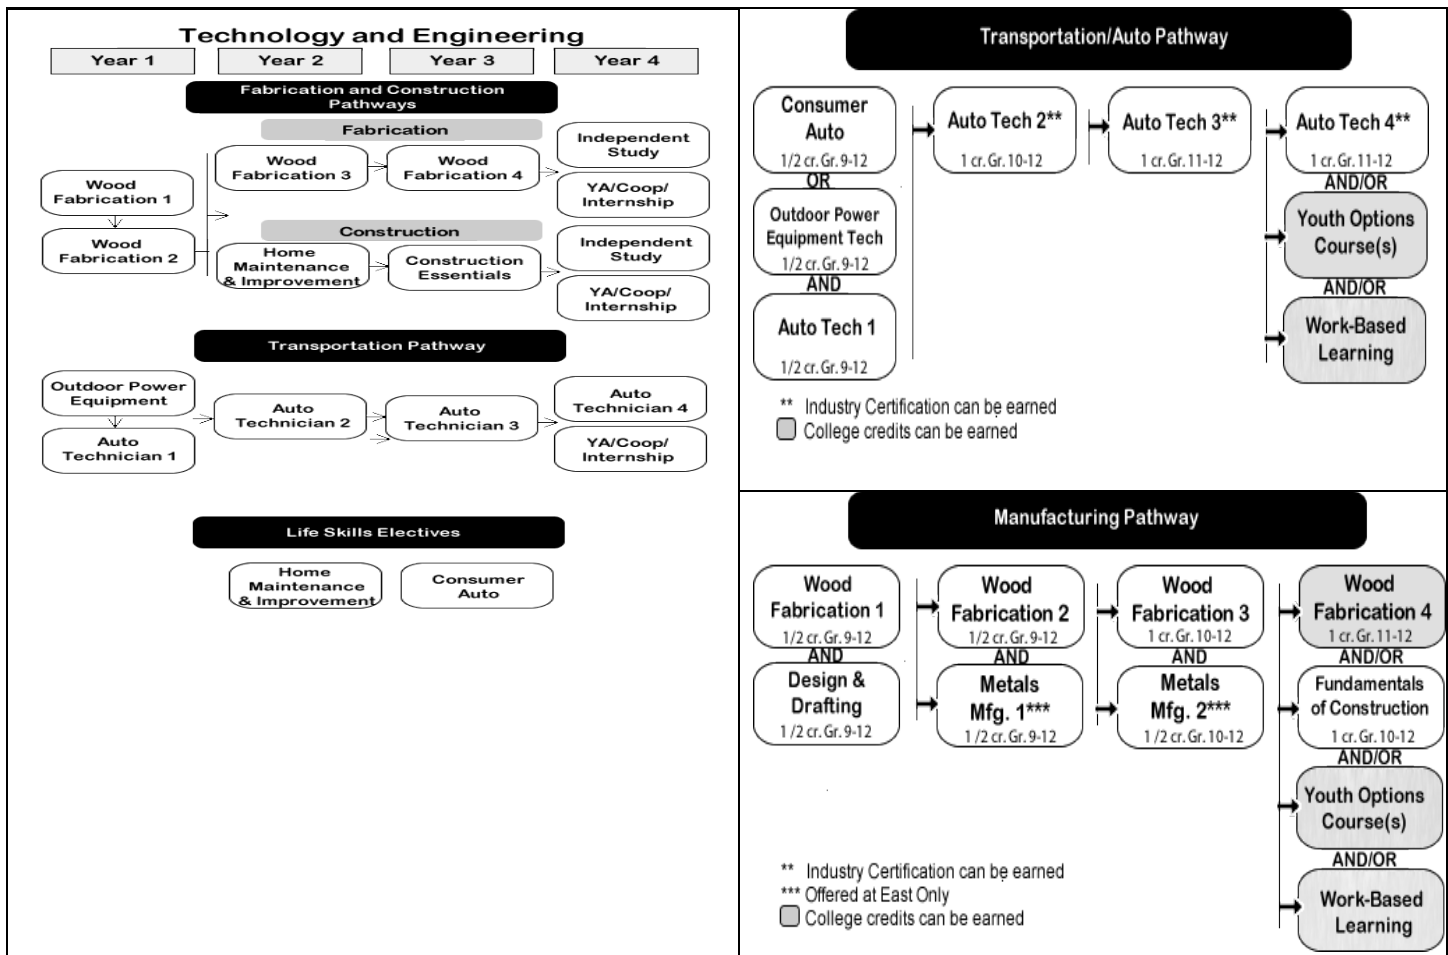 Technology and Engineering
Year 1
Year 2
Year 3
Year 4
Fabrication and Construction
Pathways
Fabrication
Wood
Fabrication 1
Wood
Fabrication 2
Wood
Fabrication 3
Wood
Fabrication 4
Independent
Study
YA/Coop/
Internship
Construction
Home
Maintenance
& Improvement
Construction
Essentials
Independent
Study
YA/Coop/
Internship
Transportation Pathway
Outdoor Power
Equipment
Auto
Technician 1
Auto
Technician 2
Auto
Technician 3
Auto
Technician 4
YA/Coop/
Internship
Life Skills Electives
Home
Maintenance
& Improvement
Consumer
Auto
Transportation/Auto Pathway
Consumer
Auto
1/2 cr. Gr. 9-12
OR
Outdoor Power
Equipment Tech
1/2 cr. Gr. 9-12
AND
Auto Tech 1
1/2 cr. Gr. 9-12
Auto Tech 2**
1 cr. Gr. 10-12
Auto Tech 3**
1 cr. Gr. 11-12
Auto Tech 4**
1 cr. Gr. 11-12
AND/OR
Youth Options
Course(s)
AND/OR
Work-Based
Learning
** Industry Certification can be earned
College credits can be earned
Manufacturing Pathway
Wood
Fabrication 1
1/2 cr. Gr. 9-12
AND
Design &
Drafting
1 /2 cr. Gr. 9-12
Wood
Fabrication 2
1/2 cr. Gr. 9-12
AND
Metals
Mfg. 1***
1 /2 cr. Gr. 9-12
Wood
Fabrication 3
1 cr. Gr. 10-12
AND
Metals
Mfg. 2***
1 /2 cr. Gr. 10-12
Wood
Fabrication 4
1 cr. Gr. 11-12
AND/OR
Fundamentals
of Construction
1 cr. Gr. 10-12
AND/OR
Youth Options
Course(s)
AND/OR
Work-Based
Learning
** Industry Certification can be earned
*** Offered at East Only
College credits can be earned